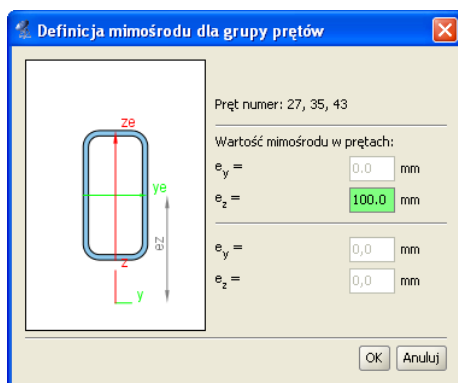 Definicja mimośrodu dla grupy prętów
ze
ye
ez
z
y
Pręt numer: 27, 35, 43
Wartość mimośrodu w prętach:
e_y = 0.0 mm
e_z = 100.0 mm
e_y = 0,0 mm
e_z = 0,0 mm
OK Anuluj